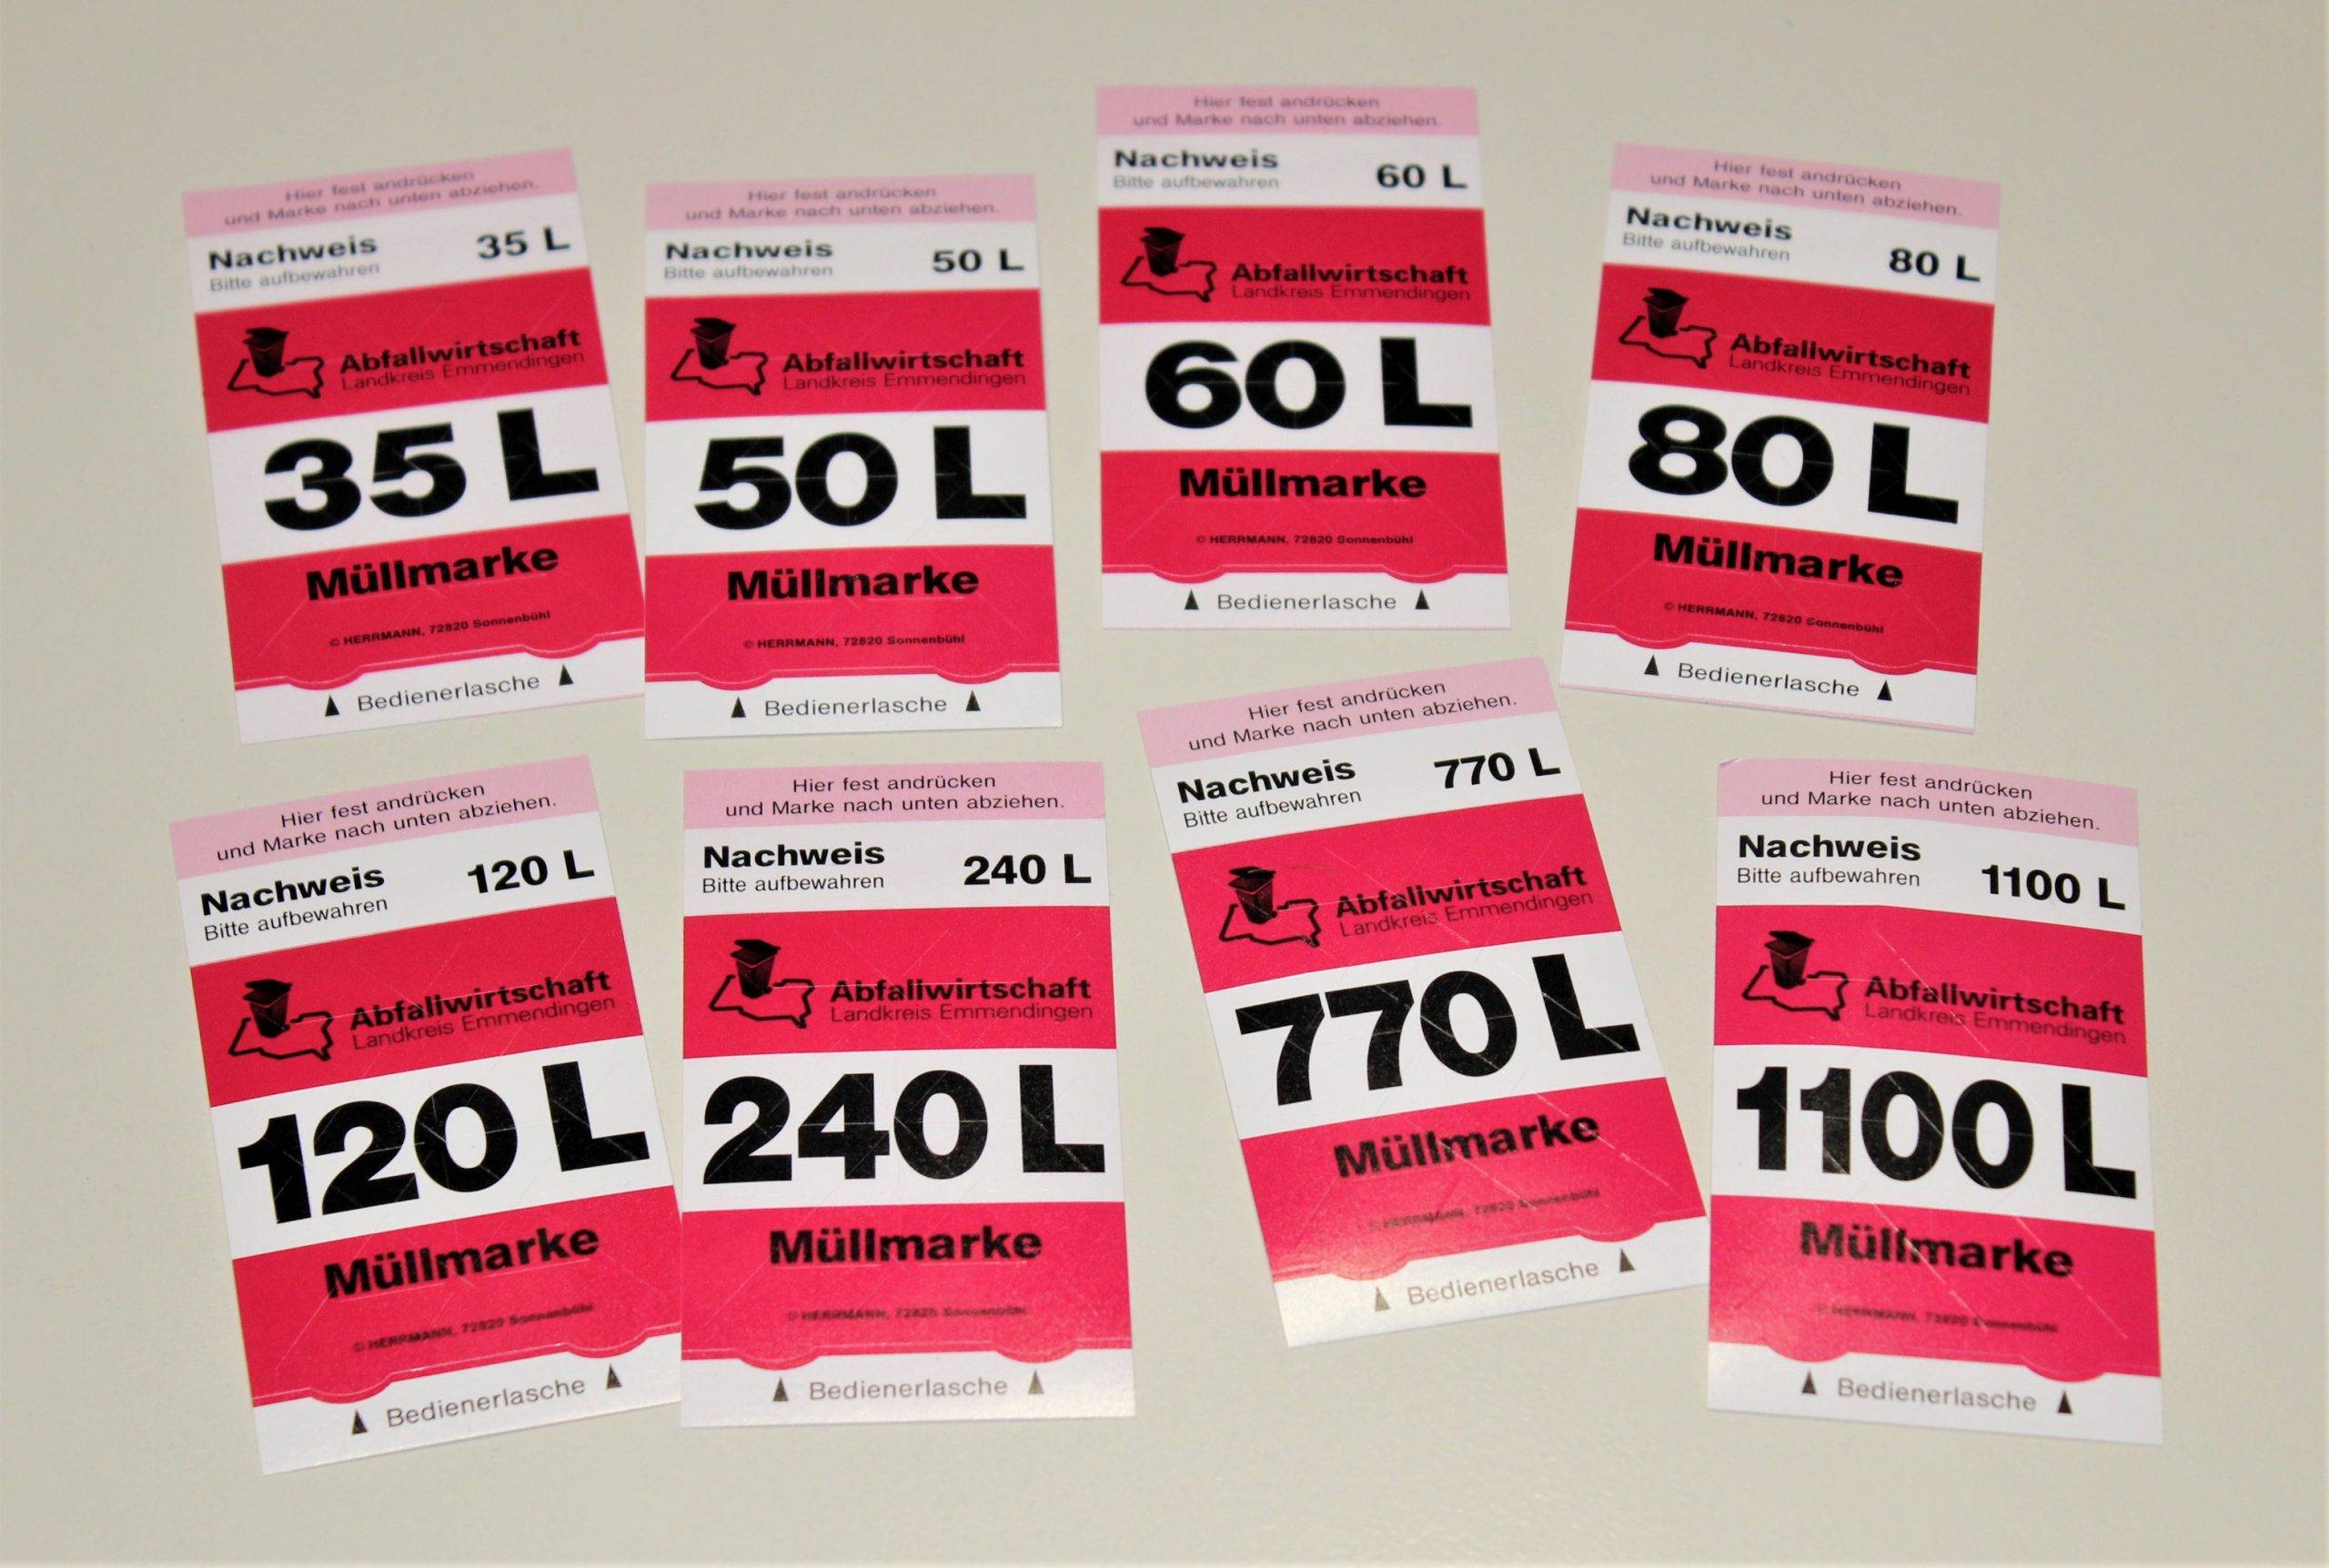 Hier fest andrücken
und Marke nach unten abziehen.
Nachweis 35 L
Bitte aufbewahren
Abfallwirtschaft
Landkreis Emmendingen
35 L
Müllmarke
© HERRMANN, 72820 Sonnenbühl
Bedienerlasche
Hier fest andrücken
und Marke nach unten abziehen.
Nachweis 50 L
Bitte aufbewahren
Abfallwirtschaft
Landkreis Emmendingen
50 L
Müllmarke
© HERRMANN, 72820 Sonnenbühl
Bedienerlasche
Hier fest andrücken
und Marke nach unten abziehen.
Nachweis 60 L
Bitte aufbewahren
Abfallwirtschaft
Landkreis Emmendingen
60 L
Müllmarke
© HERRMANN, 72820 Sonnenbühl
Bedienerlasche
Hier fest andrücken
und Marke nach unten abziehen.
Nachweis 80 L
Bitte aufbewahren
Abfallwirtschaft
Landkreis Emmendingen
80 L
Müllmarke
© HERRMANN, 72820 Sonnenbühl
Bedienerlasche
Hier fest andrücken
und Marke nach unten abziehen.
Nachweis 120 L
Bitte aufbewahren
Abfallwirtschaft
Landkreis Emmendingen
120 L
Müllmarke
© HERRMANN, 72820 Sonnenbühl
Bedienerlasche
Hier fest andrücken
und Marke nach unten abziehen.
Nachweis 240 L
Bitte aufbewahren
Abfallwirtschaft
Landkreis Emmendingen
240 L
Müllmarke
© HERRMANN, 72820 Sonnenbühl
Bedienerlasche
Hier fest andrücken
und Marke nach unten abziehen.
Nachweis 770 L
Bitte aufbewahren
Abfallwirtschaft
Landkreis Emmendingen
770 L
Müllmarke
© HERRMANN, 72820 Sonnenbühl
Bedienerlasche
Hier fest andrücken
und Marke nach unten abziehen.
Nachweis 1100 L
Bitte aufbewahren
Abfallwirtschaft
Landkreis Emmendingen
1100 L
Müllmarke
© HERRMANN, 72820 Sonnenbühl
Bedienerlasche